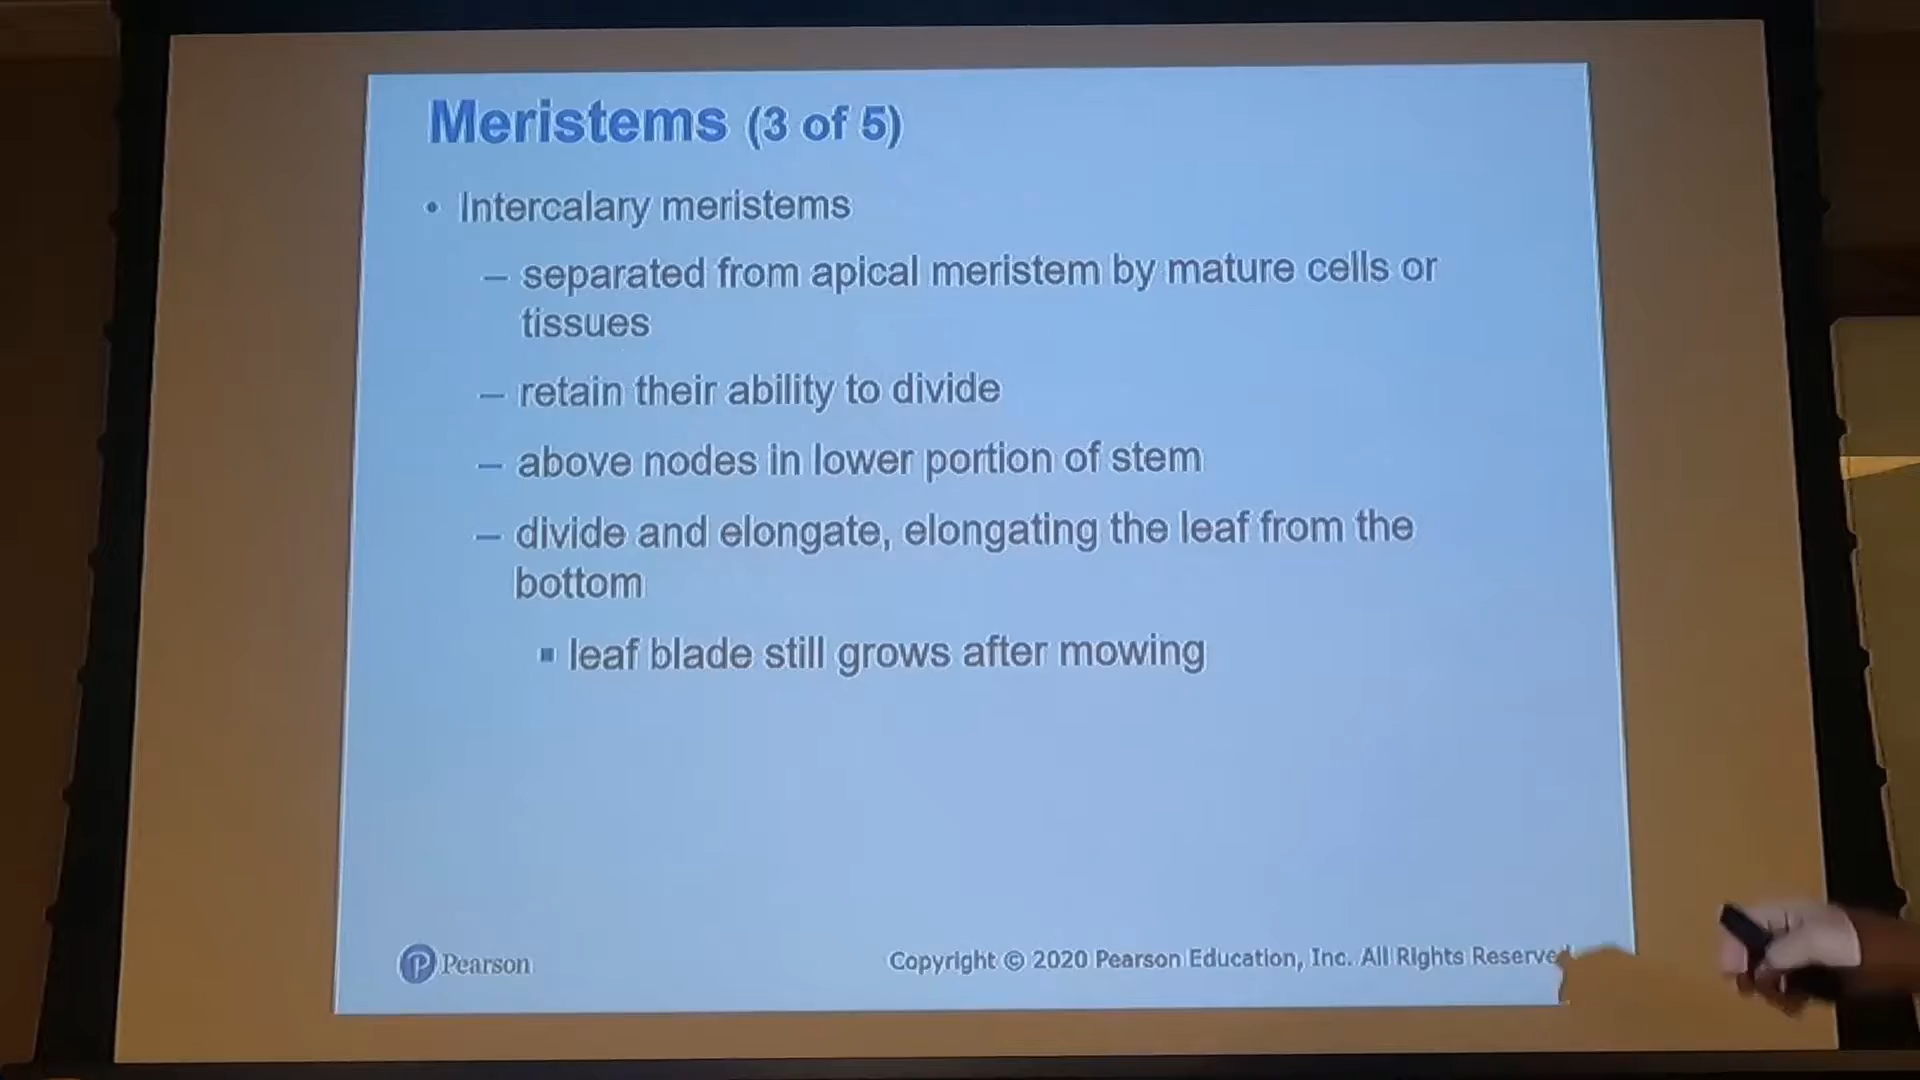 Meristems (3 of 5)
• Intercalary meristems
– separated from apical meristem by mature cells or
tissues
– retain their ability to divide
– above nodes in lower portion of stem
– divide and elongate, elongating the leaf from the
bottom
▪ leaf blade still grows after mowing
Pearson
Copyright © 2020 Pearson Education, Inc. All Rights Reserve